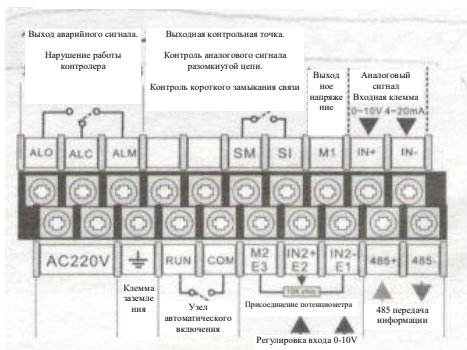 Выход аварийного сигнала.
Нарушение работы
контролера
Выходная контрольная точка.
Контроль аналогового сигнала
разомкнутой цепи.
Контроль короткого замыкания связи
Выход
ное
напряже
ние
Аналоговый
сигнал
Входная клемма
0~10V 4~20mA
ALO ALC ALM SM SI M1 IN+ IN-
AC220V RUN COM M2 IN2+ IN2- 485+ 485-
E3 E2 E1
10K ohm
Клемма
заземле
ния
Узел
автоматического
включения
Присоединение потенциометра
Регулировка входа 0-10V
485 передача
информации